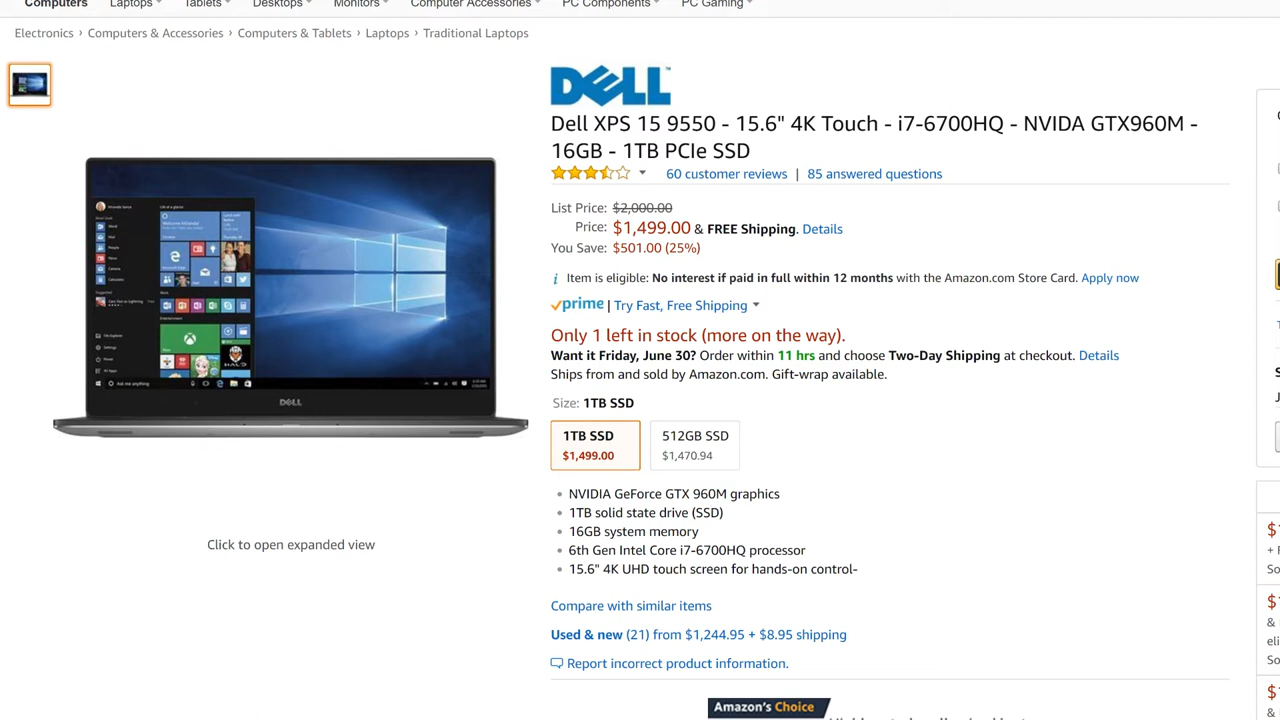 Computers Laptops Tablets Desktops Monitors Computer Accessories PC Components PC Gaming
Electronics › Computers & Accessories › Computers & Tablets › Laptops › Traditional Laptops
DELL™
Dell XPS 15 9550 - 15.6" 4K Touch - i7-6700HQ - NVIDA GTX960M -
16GB - 1TB PCIe SSD
60 customer reviews | 85 answered questions
List Price: $2,000.00
Price: $1,499.00 & FREE Shipping. Details
You Save: $501.00 (25%)
Item is eligible: No interest if paid in full within 12 months with the Amazon.com Store Card. Apply now
prime | Try Fast, Free Shipping
Only 1 left in stock (more on the way).
Want it Friday, June 30? Order within 11 hrs and choose Two-Day Shipping at checkout. Details
Ships from and sold by Amazon.com. Gift-wrap available.
Size: 1TB SSD
1TB SSD 512GB SSD
$1,499.00 $1,470.94
• NVIDIA GeForce GTX 960M graphics
• 1TB solid state drive (SSD)
• 16GB system memory
• 6th Gen Intel Core i7-6700HQ processor
• 15.6" 4K UHD touch screen for hands-on control-
Click to open expanded view
Compare with similar items
Used & new (21) from $1,244.95 + $8.95 shipping
Report incorrect product information.
Amazon's Choice
DELL